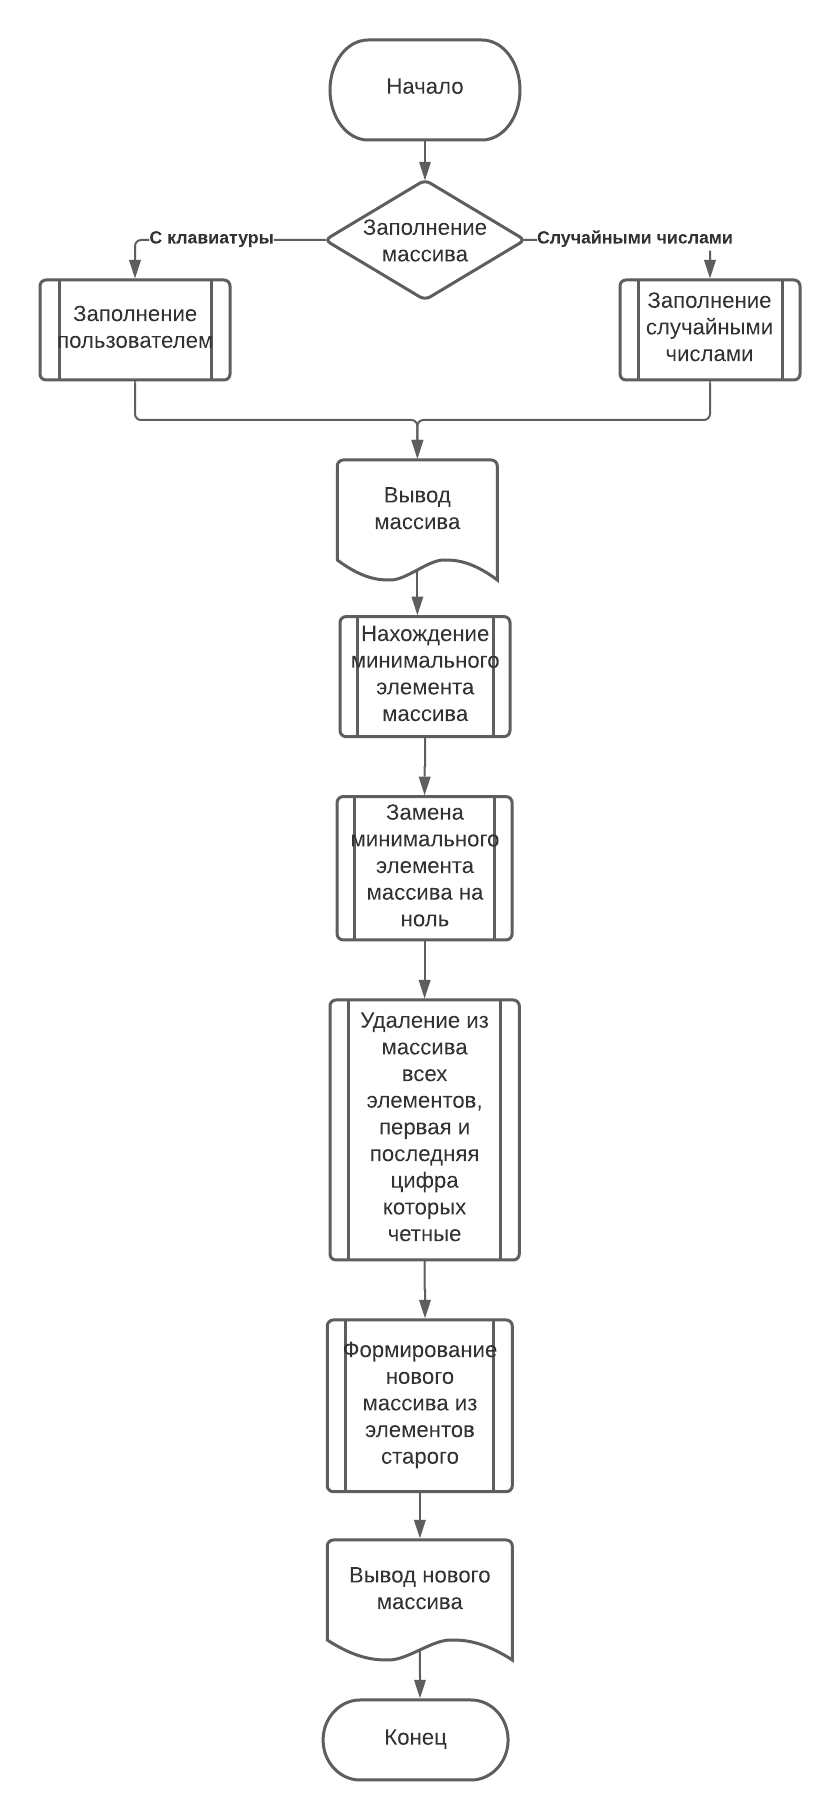 Начало
Заполнение
массива
С клавиатуры
Случайными числами
Заполнение
пользователем
Заполнение
случайными
числами
Вывод
массива
Нахождение
минимального
элемента
массива
Замена
минимального
элемента
массива на
ноль
Удаление из
массива
всех
элементов,
первая и
последняя
цифра
которых
четные
Формирование
нового
массива из
элементов
старого
Вывод нового
массива
Конец